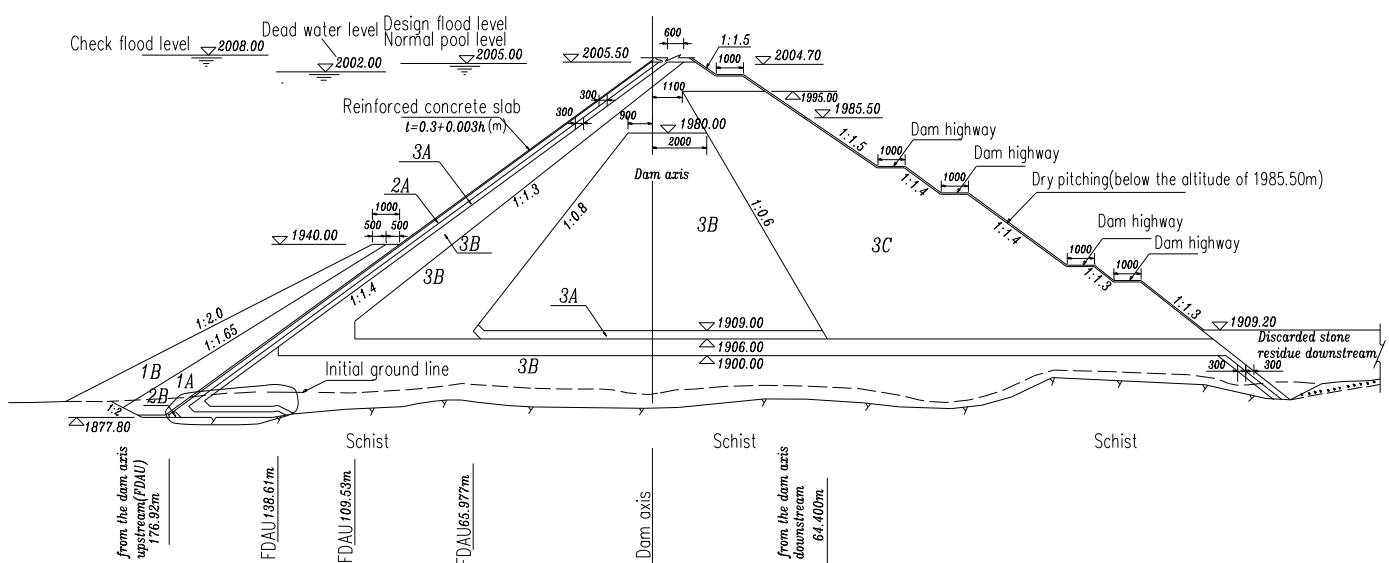 Check flood level
2008.00
Dead water level
2002.00
Design flood level
Normal pool level
2005.00
2005.50
600
1:1.5
1000
2004.70
300
1100
1995.00
1985.50
Reinforced concrete slab
t=0.3+0.003h(m)
300
900
1980.00
2000
Dam axis
1:1.5
1000
Dam highway
1:1.4
1000
Dam highway
Dry pitching(below the altitude of 1985.50m)
3A
2A
1:1.3
1:0.8
3B
1:0.6
1:1.4
1000
500
500
1940.00
3B
3B
3C
1000
Dam highway
1:1.3
1000
Dam highway
1:1.4
1:2.0
1:1.65
3A
1909.00
1906.00
1900.00
1:1.3
1909.20
Discarded stone
residue downstream
300
300
1B
1A
2B
1:2
Initial ground line
3B
1877.80
Schist
Schist
Schist
from the dam axis
upstream(FDAU)
176.92m
FDAU138.61m
FDAU109.53m
FDAU65.977m
Dam axis
from the dam axis
downstream
64.400m